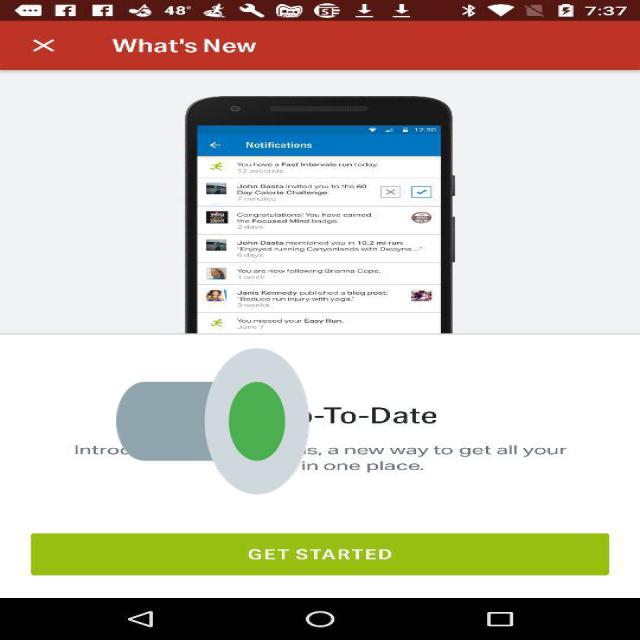 48° 7:37
What's New
12:30
Notifications
You have a Fast Intervals run today.
12 seconds
John Dasta invited you to the 60
Day Calorie Challenge.
7 minutes
Congratulations! You have earned
the Focused Mind badge.
2 days
John Dasta mentioned you in 10.2 mi run:
"Enjoyed running Canyonlands with Dwayne..."
6 days
You are now following Brianna Cope.
1 week
Janis Kennedy published a blog post:
"Reduce run injury with yoga."
3 weeks
You missed your Easy Run.
June 7
-To-Date
a new way to get all your
in one place.
GET STARTED